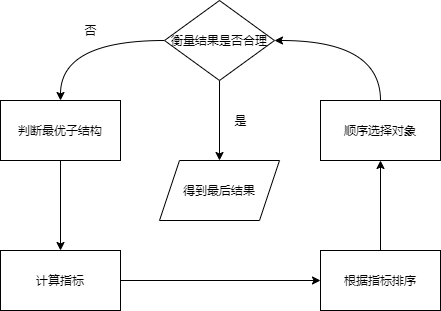 否
衡量结果是否合理
判断最优子结构
是
顺序选择对象
得到最后结果
计算指标
根据指标排序